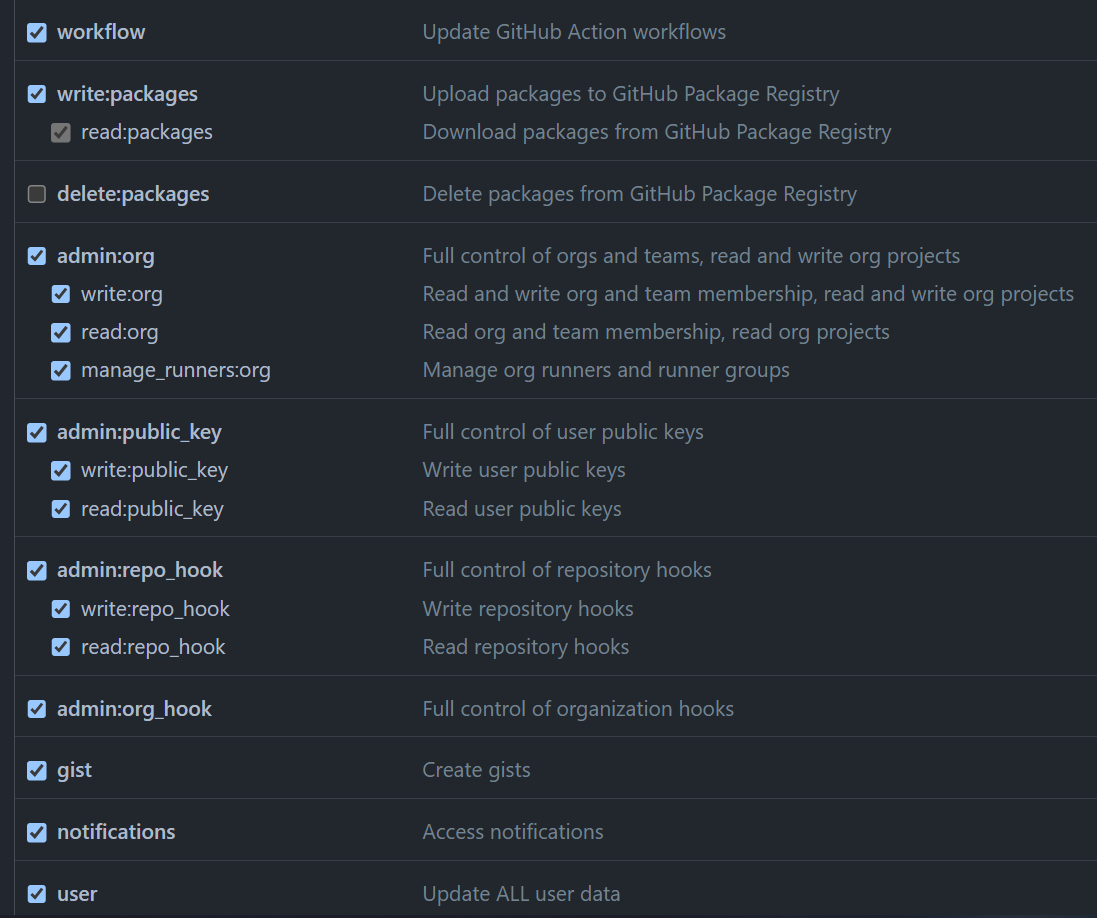 workflow Update GitHub Action workflows
write:packages Upload packages to GitHub Package Registry
read:packages Download packages from GitHub Package Registry
delete:packages Delete packages from GitHub Package Registry
admin:org Full control of orgs and teams, read and write org projects
write:org Read and write org and team membership, read and write org projects
read:org Read org and team membership, read org projects
manage_runners:org Manage org runners and runner groups
admin:public_key Full control of user public keys
write:public_key Write user public keys
read:public_key Read user public keys
admin:repo_hook Full control of repository hooks
write:repo_hook Write repository hooks
read:repo_hook Read repository hooks
admin:org_hook Full control of organization hooks
gist Create gists
notifications Access notifications
user Update ALL user data